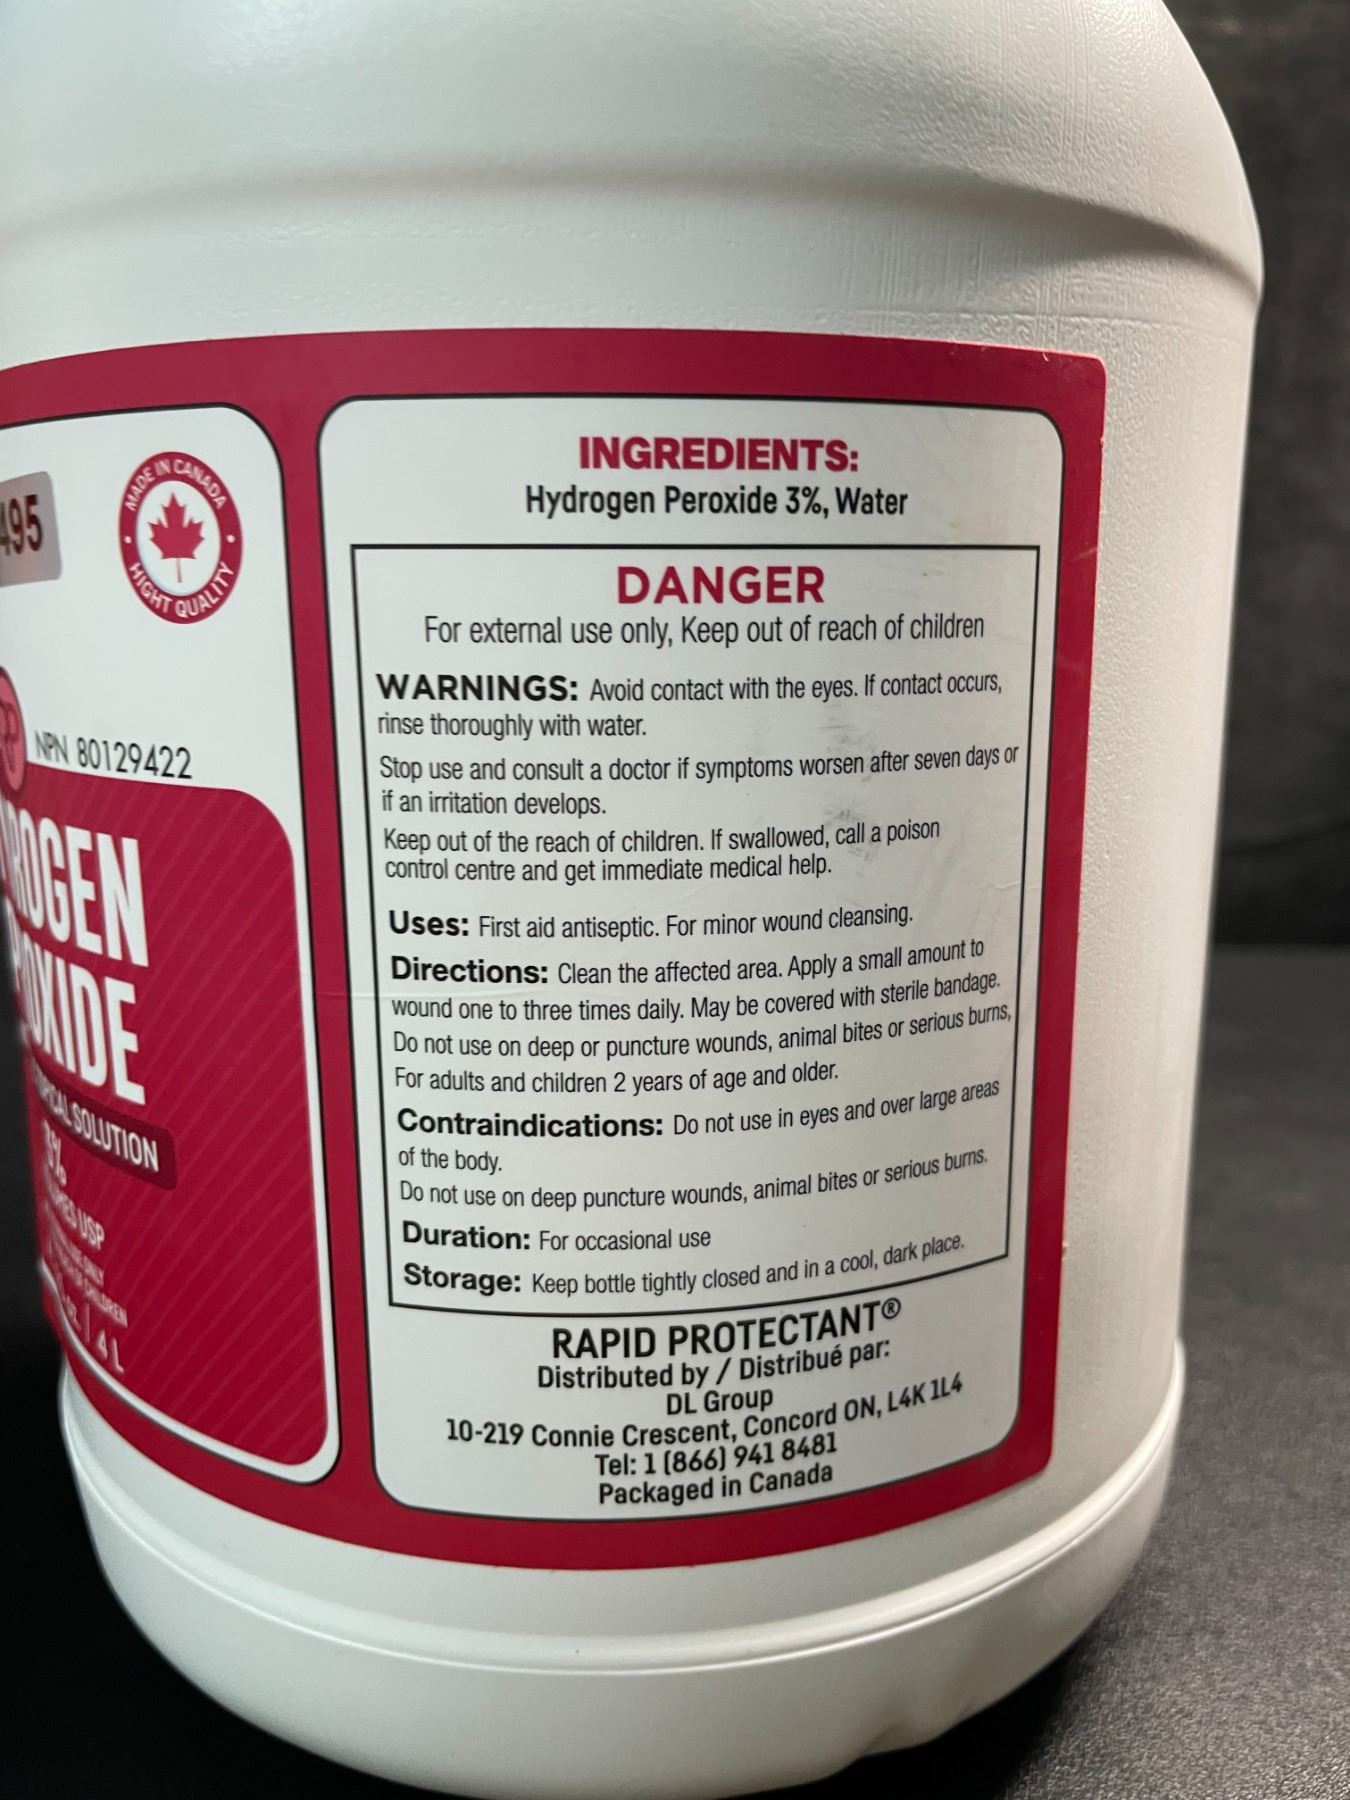 495
MADE IN CANADA
HIGHT QUALITY
NPN 80129422
ROGEN
OXIDE
SOLUTION
3%
USP
ONLY
CHILDREN
/ 4 L
INGREDIENTS:
Hydrogen Peroxide 3%, Water
DANGER
For external use only, Keep out of reach of children
WARNINGS: Avoid contact with the eyes. If contact occurs,
rinse thoroughly with water.
Stop use and consult a doctor if symptoms worsen after seven days or
if an irritation develops.
Keep out of the reach of children. If swallowed, call a poison
control centre and get immediate medical help.
Uses: First aid antiseptic. For minor wound cleansing.
Directions: Clean the affected area. Apply a small amount to
wound one to three times daily. May be covered with sterile bandage.
Do not use on deep or puncture wounds, animal bites or serious burns,
For adults and children 2 years of age and older.
Contraindications: Do not use in eyes and over large areas
of the body.
Do not use on deep puncture wounds, animal bites or serious burns.
Duration: For occasional use
Storage: Keep bottle tightly closed and in a cool, dark place.
RAPID PROTECTANT®
Distributed by / Distribué par:
DL Group
10-219 Connie Crescent, Concord ON, L4K 1L4
Tel: 1 (866) 941 8481
Packaged in Canada